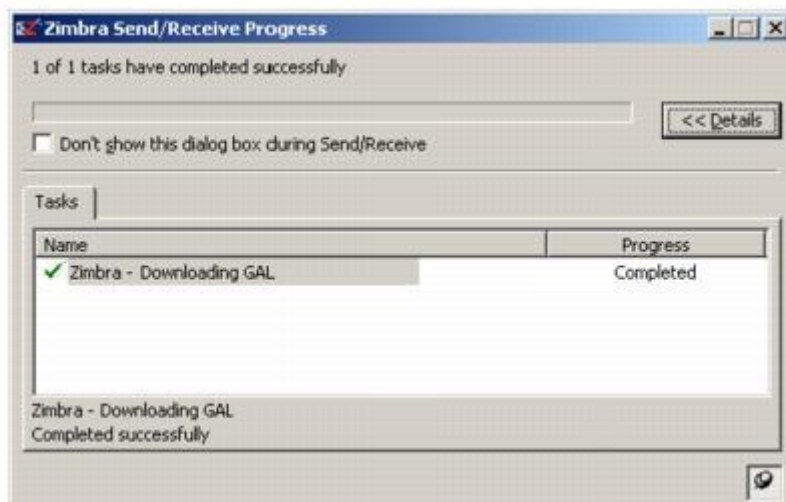 Zimbra Send/Receive Progress
1 of 1 tasks have completed successfully
<< Details
Don't show this dialog box during Send/Receive
Tasks
Name Progress
Zimbra - Downloading GAL Completed
Zimbra - Downloading GAL
Completed successfully